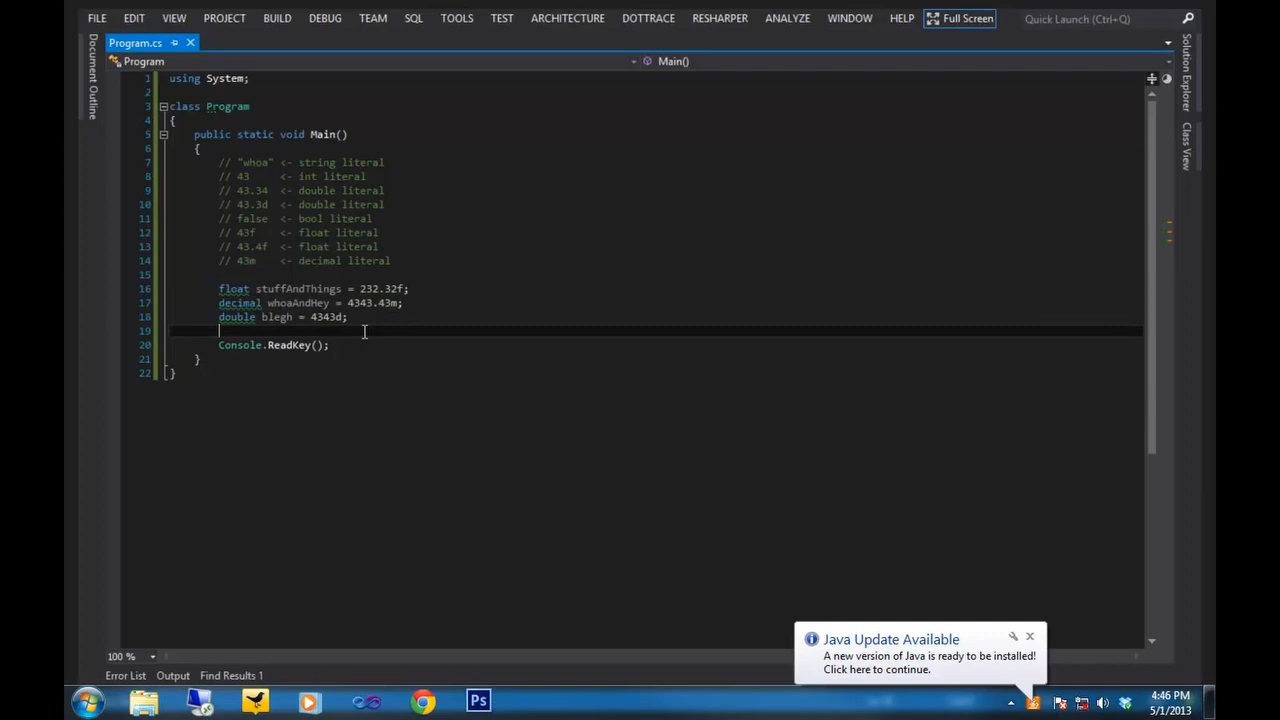 FILE EDIT VIEW PROJECT BUILD DEBUG TEAM SQL TOOLS TEST ARCHITECTURE DOTTRACE RESHARPER ANALYZE WINDOW HELP Full Screen Quick Launch (Ctrl+Q)
Document Outline
Program.cs
Solution Explorer
Class View
Program Main()
1 using System;
2
3 class Program
4 {
5 public static void Main()
6 {
7 // "whoa" <- string literal
8 // 43 <- int literal
9 // 43.34 <- double literal
10 // 43.3d <- double literal
11 // false <- bool literal
12 // 43f <- float literal
13 // 43.4f <- float literal
14 // 43m <- decimal literal
15
16 float stuffAndThings = 232.32f;
17 decimal whoaAndHey = 4343.43m;
18 double blegh = 4343d;
19
20 Console.ReadKey();
21 }
22 }
Java Update Available
A new version of Java is ready to be installed!
Click here to continue.
100 %
Error List Output Find Results 1
Ps
4:46 PM
5/1/2013